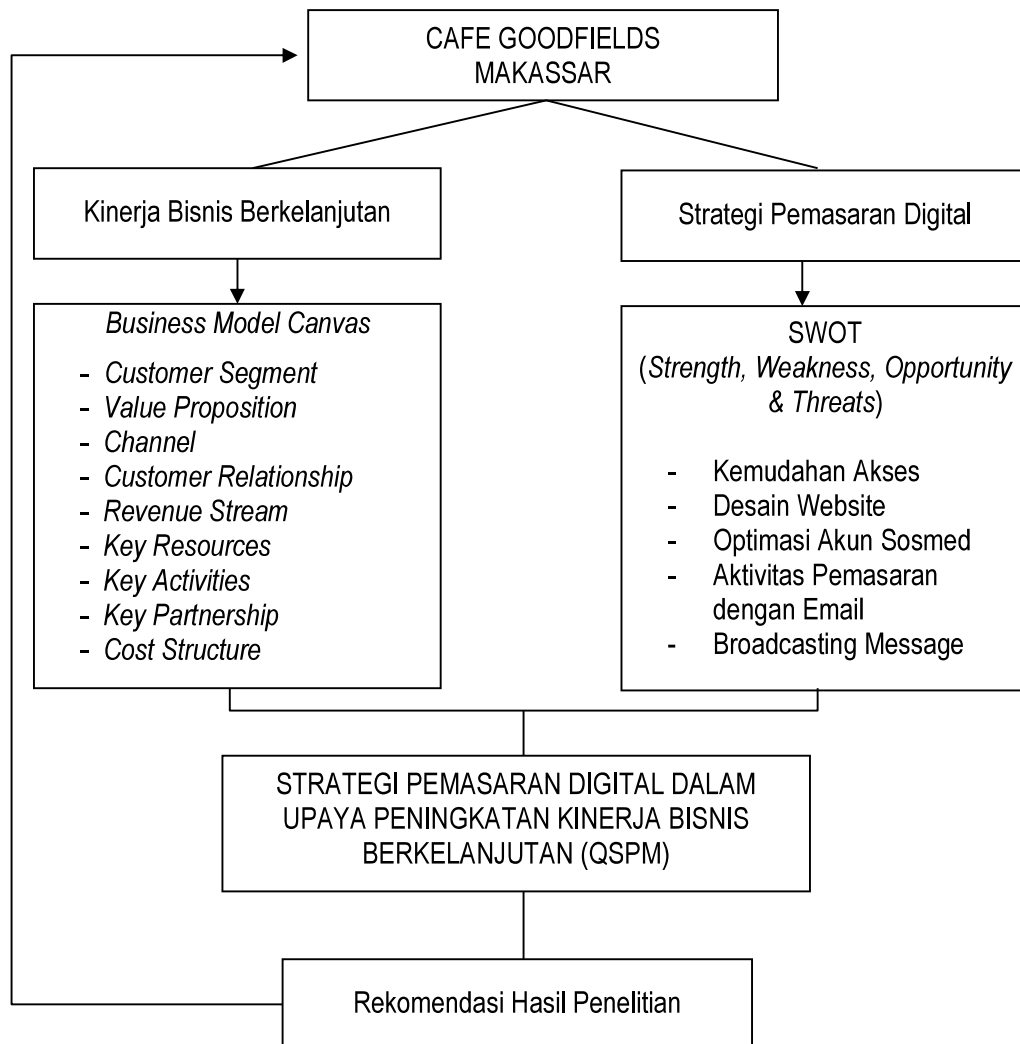 CAFE GOODFIELDS
MAKASSAR
Kinerja Bisnis Berkelanjutan
Strategi Pemasaran Digital
Business Model Canvas
- Customer Segment
- Value Proposition
- Channel
- Customer Relationship
- Revenue Stream
- Key Resources
- Key Activities
- Key Partnership
- Cost Structure
SWOT
(Strength, Weakness, Opportunity
& Threats)
- Kemudahan Akses
- Desain Website
- Optimasi Akun Sosmed
- Aktivitas Pemasaran
dengan Email
- Broadcasting Message
STRATEGI PEMASARAN DIGITAL DALAM
UPAYA PENINGKATAN KINERJA BISNIS
BERKELANJUTAN (QSPM)
Rekomendasi Hasil Penelitian